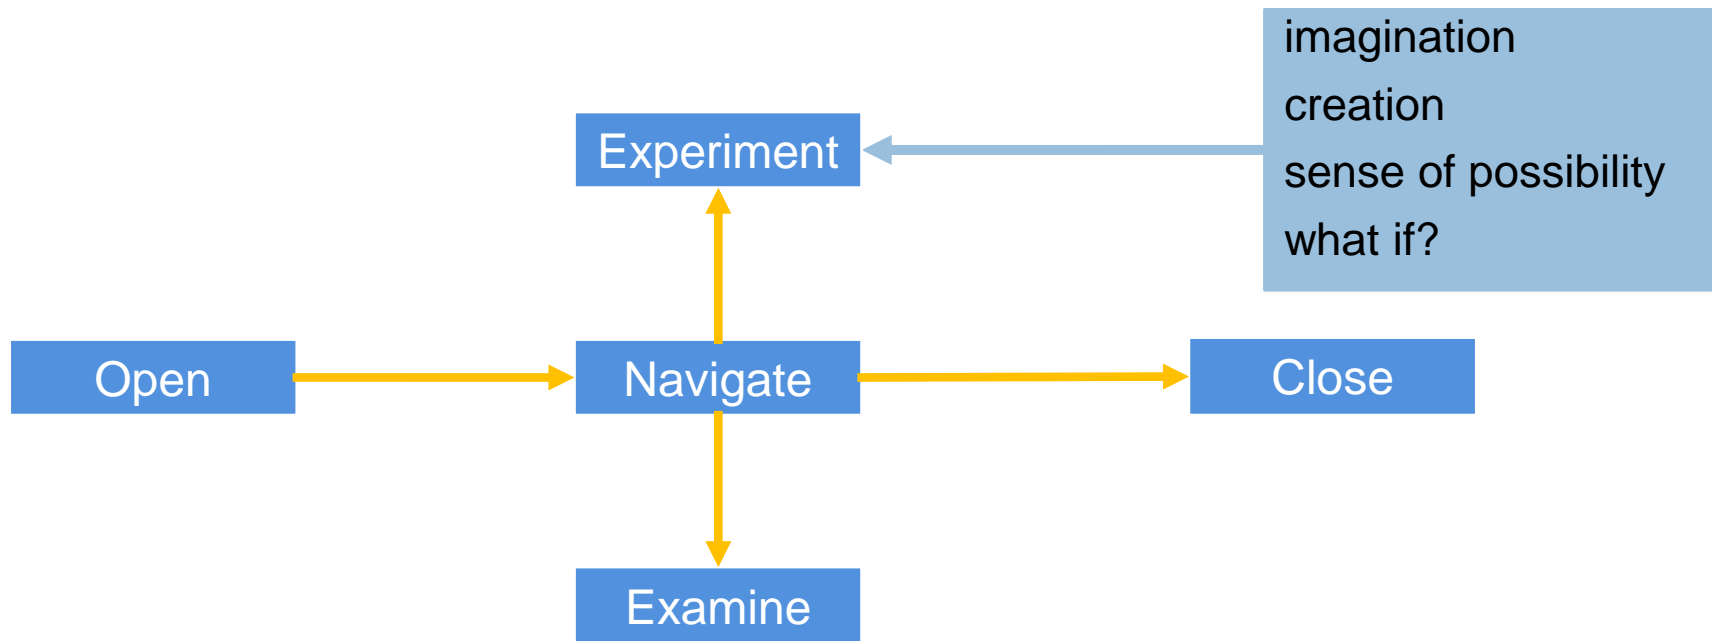 imagination
creation
sense of possibility
what if?
Experiment
Open
Navigate
Close
Examine